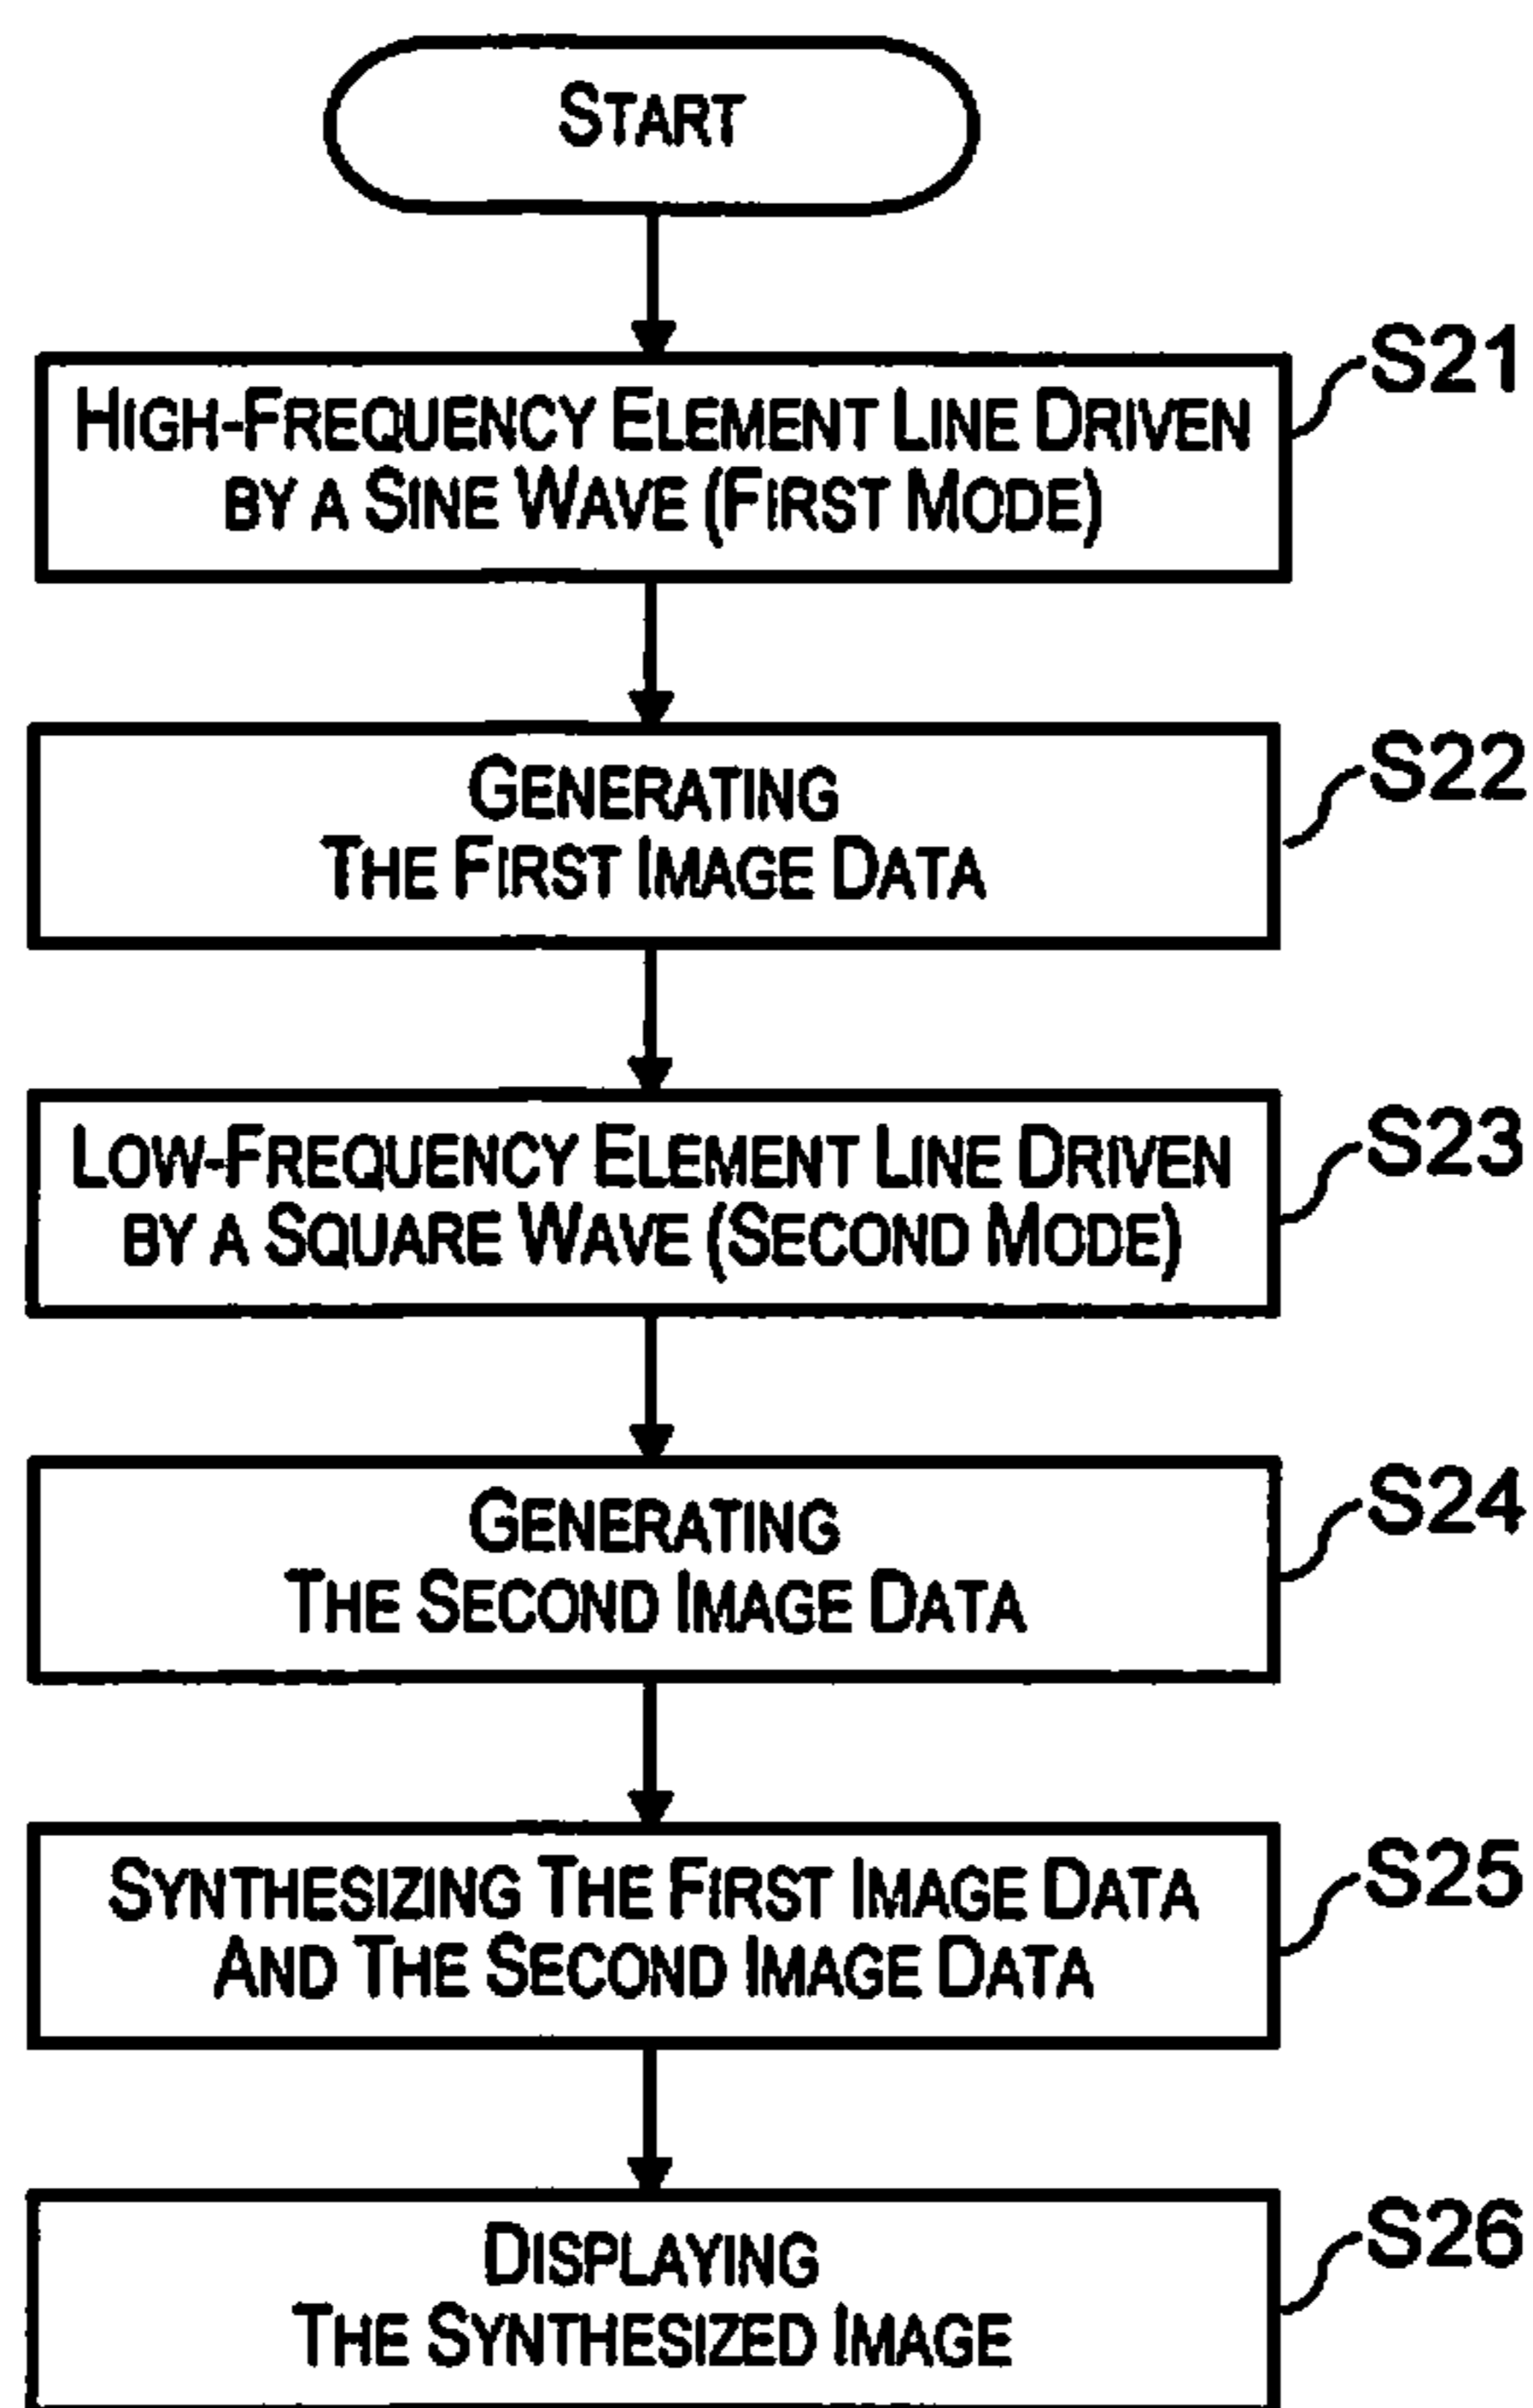 START
HIGH-FREQUENCY ELEMENT LINE DRIVEN
BY A SINE WAVE (FIRST MODE)
S21
GENERATING
THE FIRST IMAGE DATA
S22
LOW-FREQUENCY ELEMENT LINE DRIVEN
BY A SQUARE WAVE (SECOND MODE)
S23
GENERATING
THE SECOND IMAGE DATA
S24
SYNTHESIZING THE FIRST IMAGE DATA
AND THE SECOND IMAGE DATA
S25
DISPLAYING
THE SYNTHESIZED IMAGE
S26